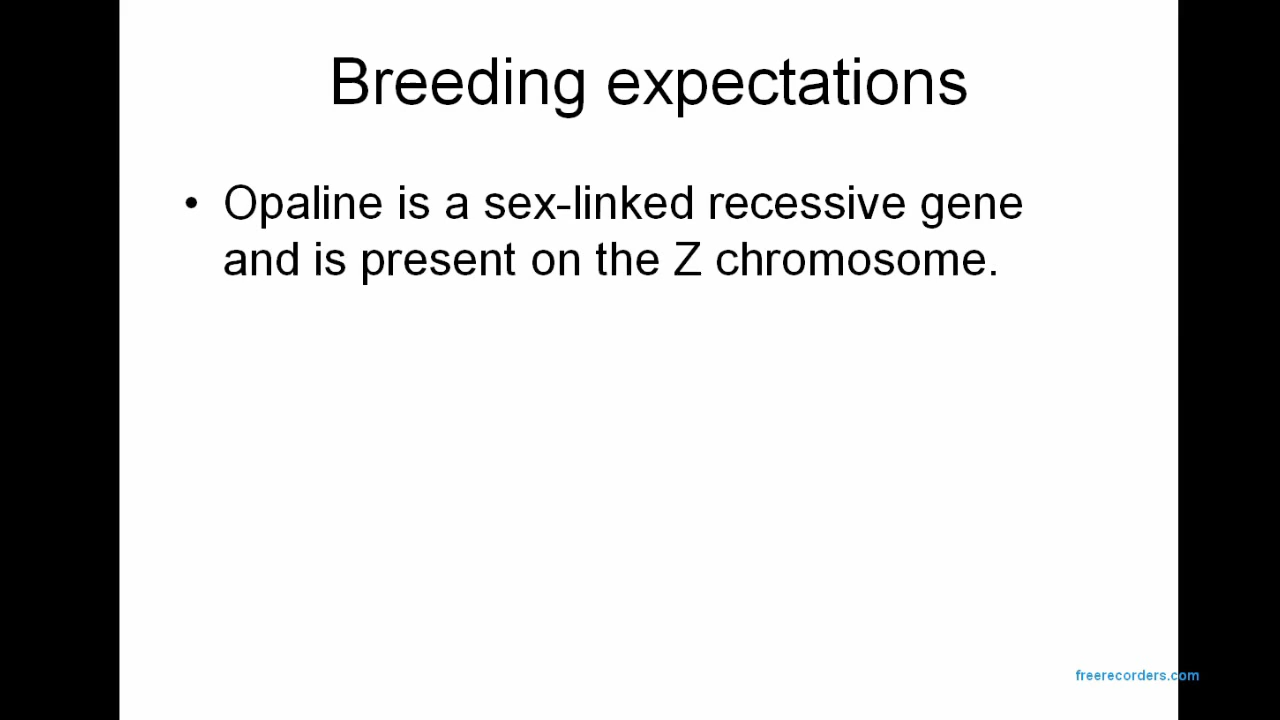 Breeding expectations
• Opaline is a sex-linked recessive gene
and is present on the Z chromosome.
freerecorders.com